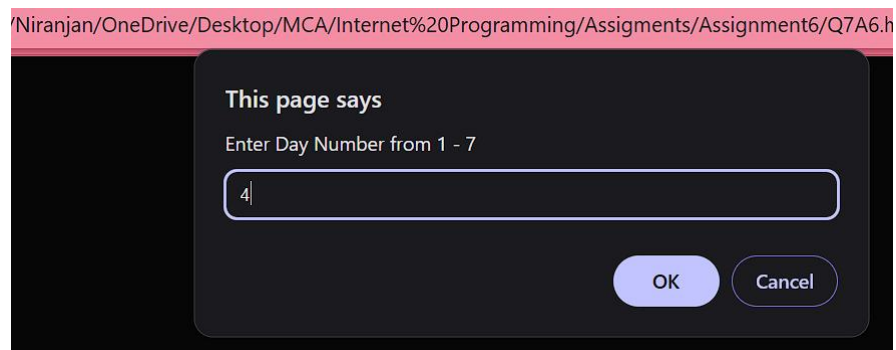 /Niranjan/OneDrive/Desktop/MCA/Internet%20Programming/Assigments/Assignment6/Q7A6.h
This page says
Enter Day Number from 1 - 7
4
OK Cancel